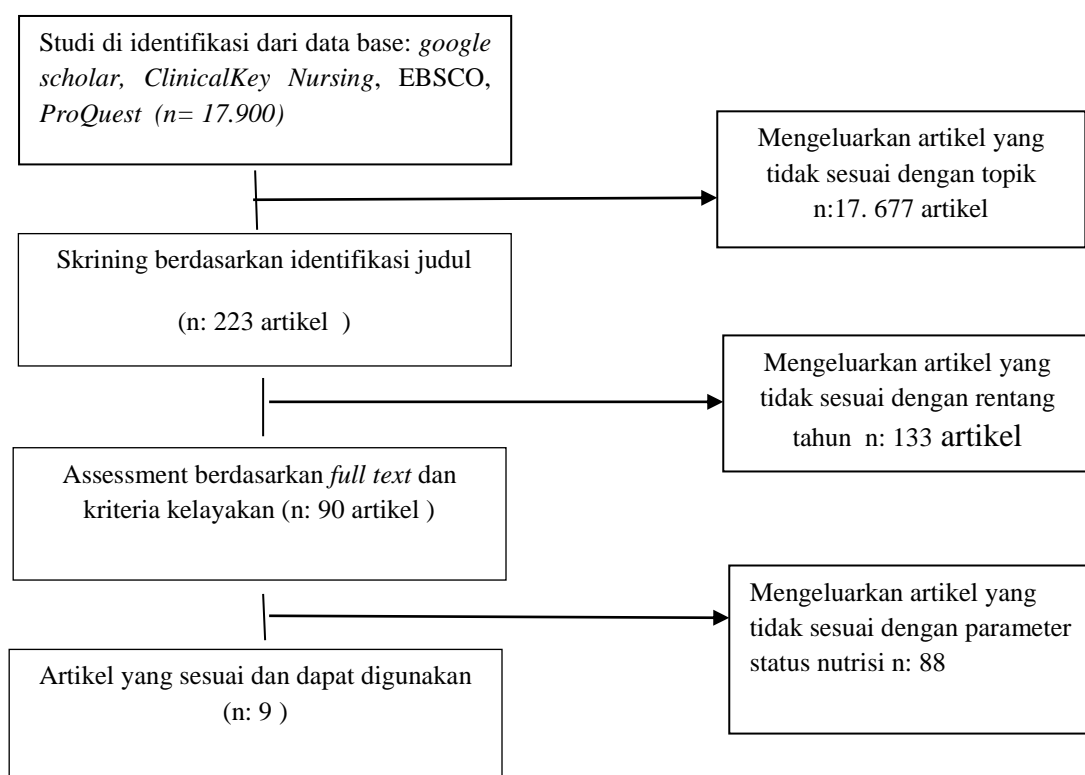 Studi di identifikasi dari data base: google
scholar, ClinicalKey Nursing, EBSCO,
ProQuest (n= 17.900)
Mengeluarkan artikel yang
tidak sesuai dengan topik
n:17. 677 artikel
Skrining berdasarkan identifikasi judul
(n: 223 artikel )
Mengeluarkan artikel yang
tidak sesuai dengan rentang
tahun n: 133 artikel
Assessment berdasarkan full text dan
kriteria kelayakan (n: 90 artikel )
Mengeluarkan artikel yang
tidak sesuai dengan parameter
status nutrisi n: 88
Artikel yang sesuai dan dapat digunakan
(n: 9 )